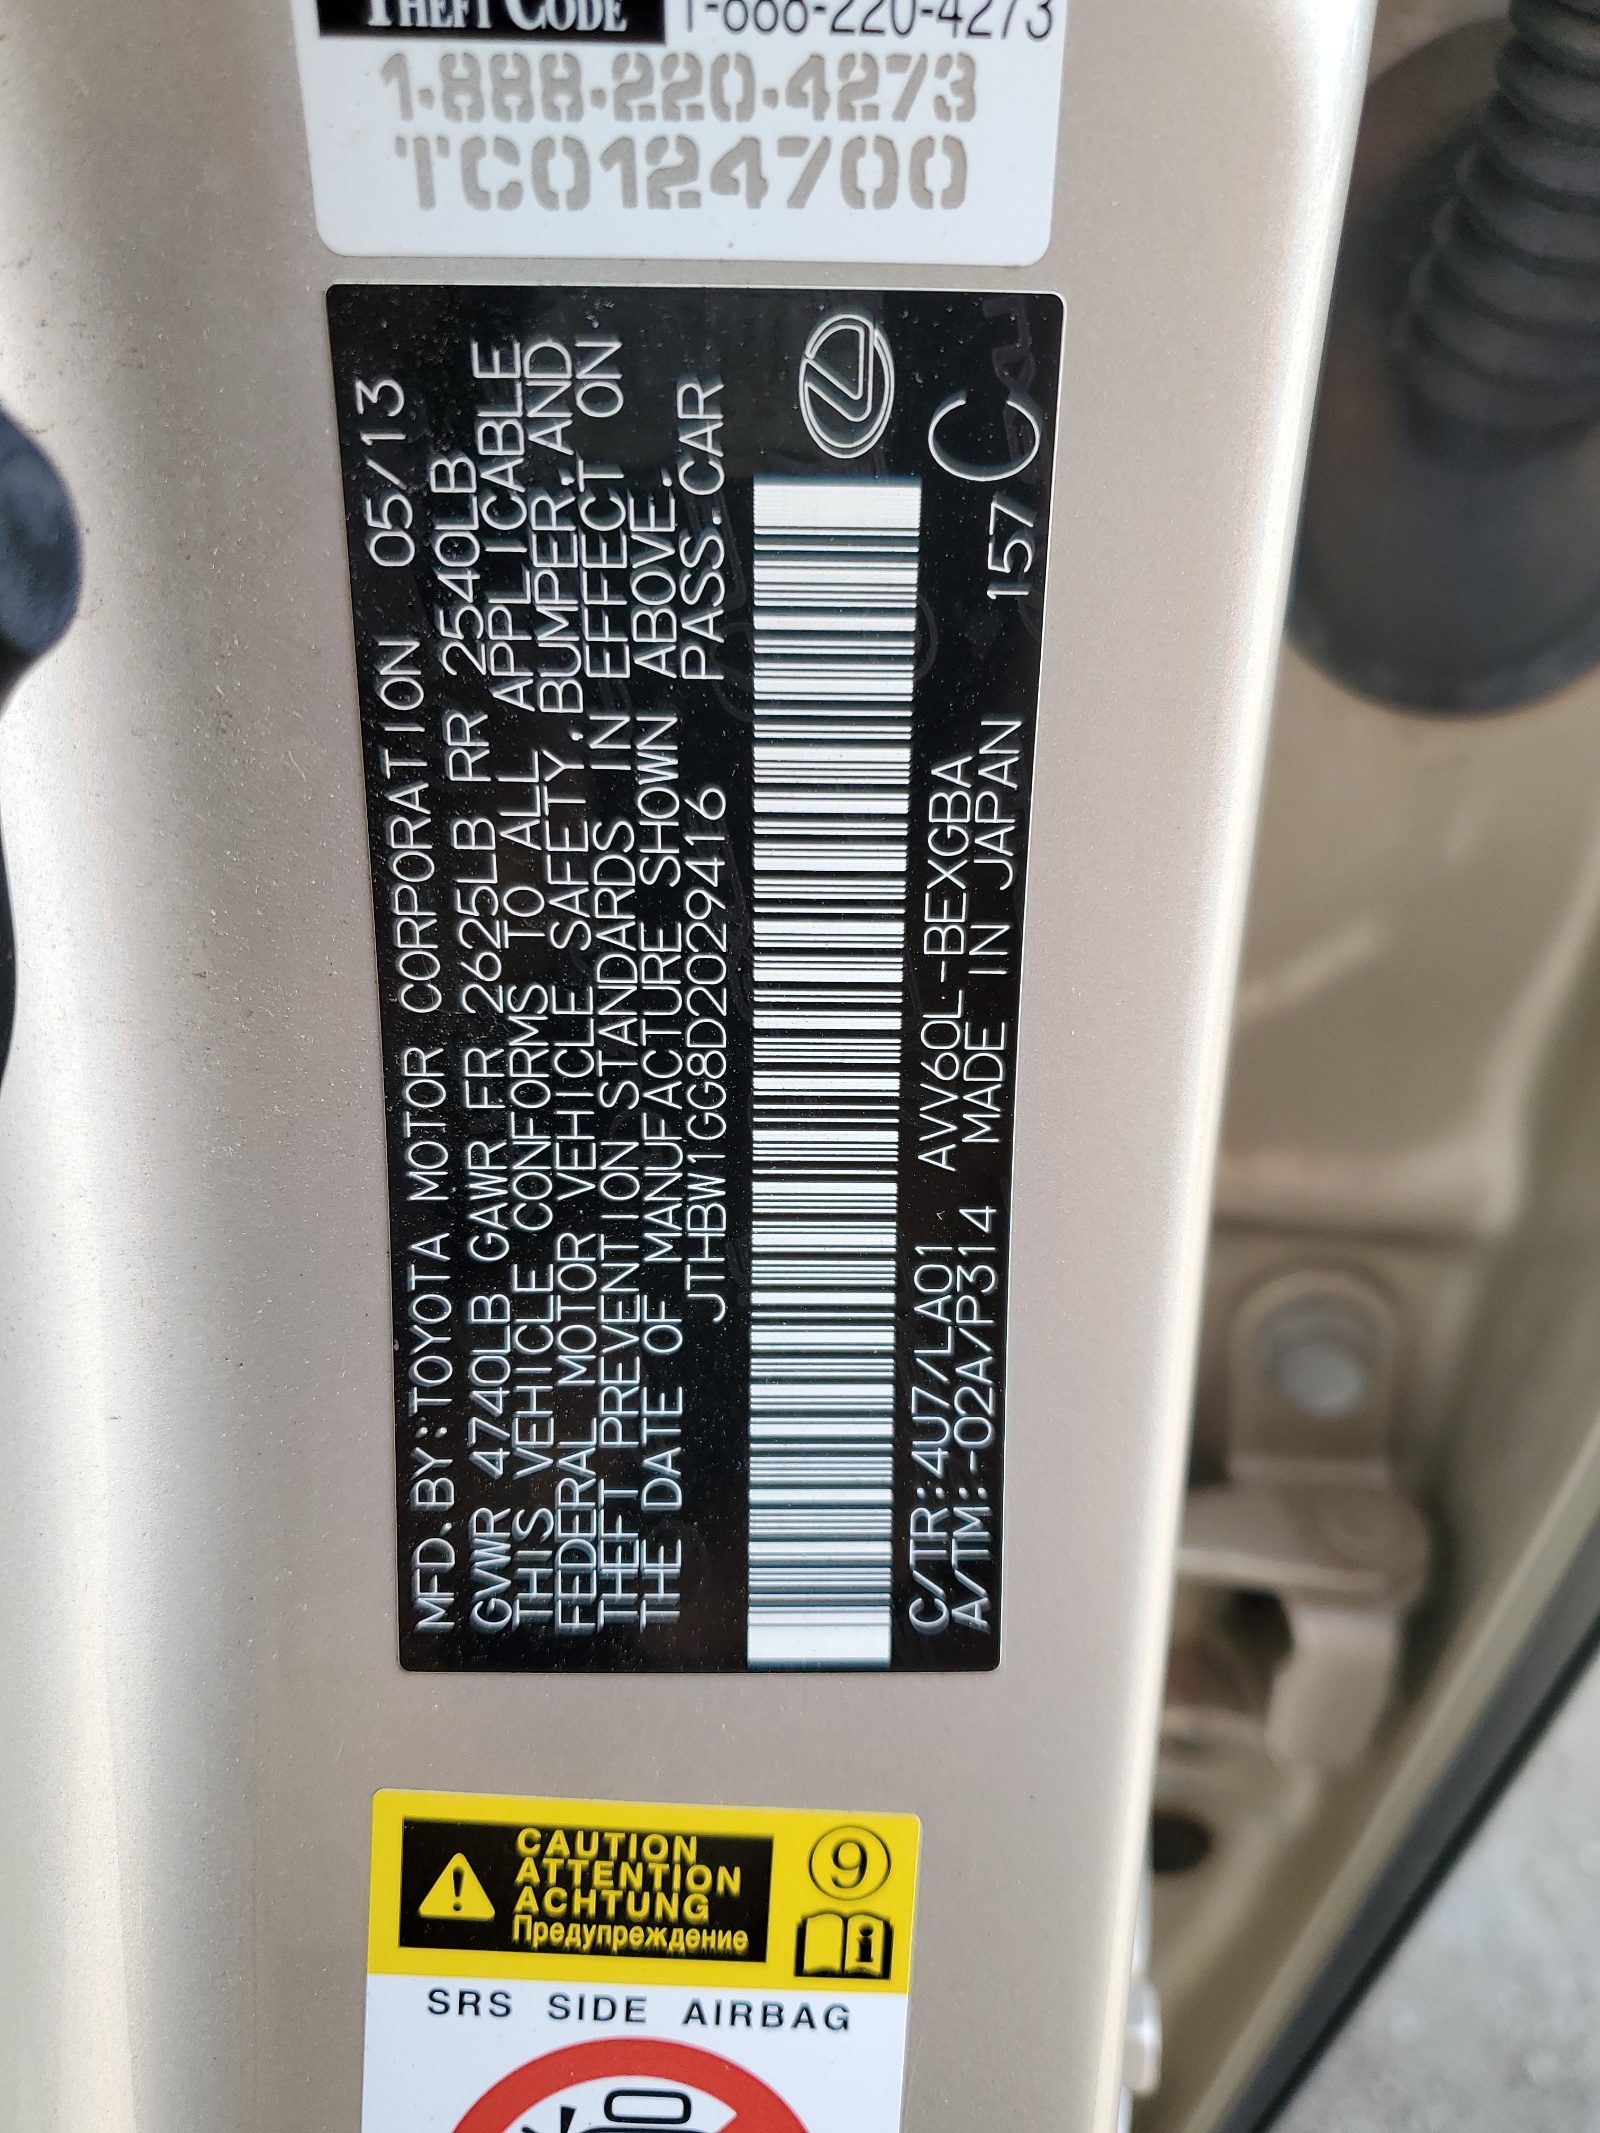 THEFT CODE 1-888-220-4273
1-888-220-4273
TC0124700
MFD. BY:TOYOTA MOTOR CORPORATION 05/13
GVWR 4740LB GAWR FR 2625LB RR 2540LB
THIS VEHICLE CONFORMS TO ALL APPLICABLE
FEDERAL MOTOR VEHICLE SAFETY, BUMPER, AND
THEFT PREVENTION STANDARDS IN EFFECT ON
THE DATE OF MANUFACTURE SHOWN ABOVE.
JTHBW1GG8D2029416 PASS. CAR
C/TR:4U7/LA01 AVV60L-BEXGBA 157 C
A/TM:-02A/P314 MADE IN JAPAN
CAUTION
ATTENTION
ACHTUNG
Предупреждение
9
i
SRS SIDE AIRBAG